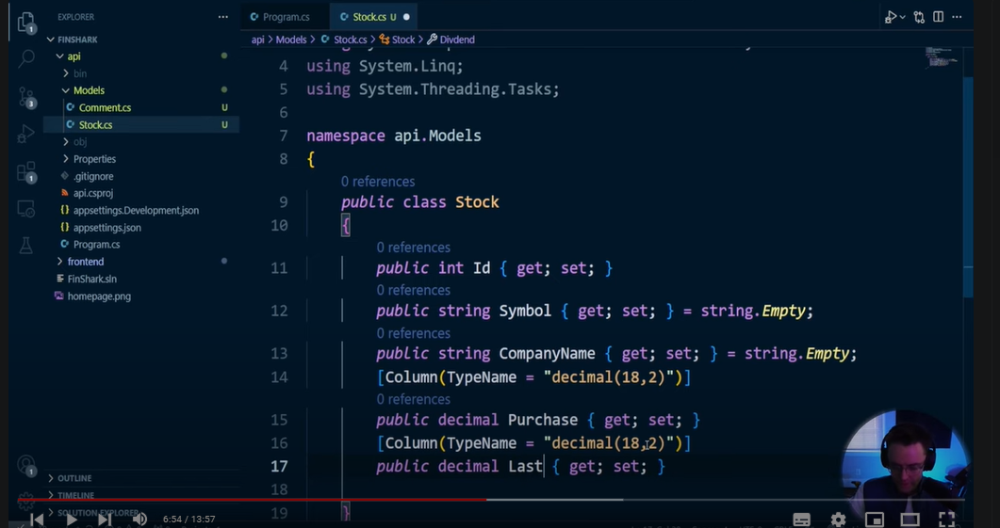 EXPLORER
FINSHARK
api
bin
Models
Comment.cs U
Stock.cs U
obj
Properties
.gitignore
api.csproj
appsettings.Development.json
appsettings.json
Program.cs
frontend
FinShark.sln
homepage.png
OUTLINE
TIMELINE
SOLUTION EXPLORER
1
3
1
1
Program.cs Stock.cs U
api > Models > Stock.cs > Stock > Divdend
4 using System.Linq;
5 using System.Threading.Tasks;
6
7 namespace api.Models
8 {
0 references
9 public class Stock
10 {
0 references
11 public int Id { get; set; }
0 references
12 public string Symbol { get; set; } = string.Empty;
0 references
13 public string CompanyName { get; set; } = string.Empty;
14 [Column(TypeName = "decimal(18,2)")]
0 references
15 public decimal Purchase { get; set; }
16 [Column(TypeName = "decimal(18,2)")]
17 public decimal Last { get; set; }
18
19 }
6:54 / 13:57